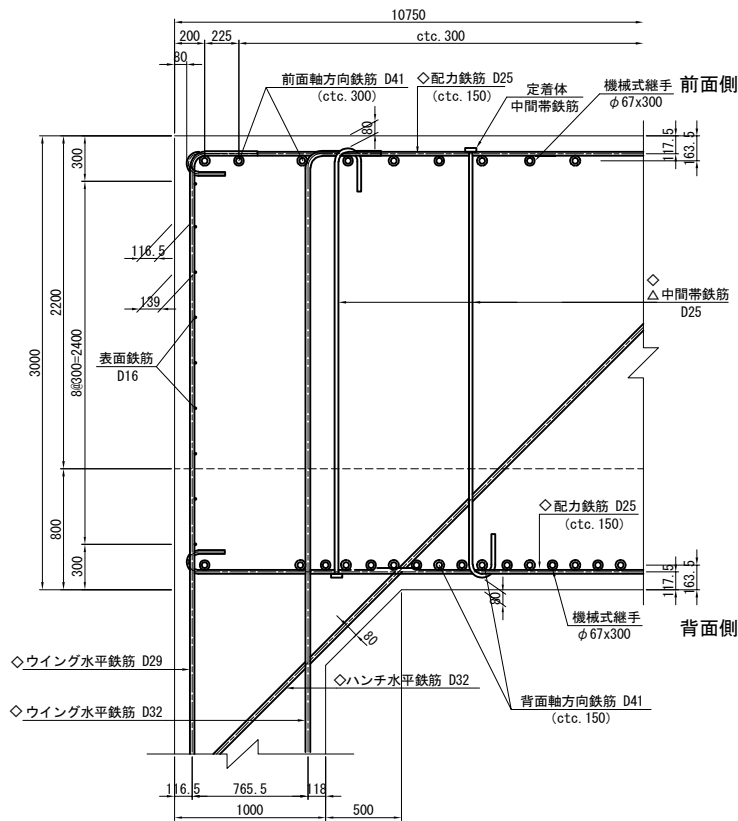 10750
200
225
ctc.300
80
前面軸方向鉄筋 D41
(ctc.300)
◇配力鉄筋 D25
(ctc.150)
定着体
中間帯鉄筋
機械式継手
φ67x300
前面側
80
117.5
163.5
300
116.5
139
2200
3000
8@300=2400
表面鉄筋
D16
◇
△中間帯鉄筋
D25
800
300
◇配力鉄筋 D25
(ctc.150)
117.5
163.5
80
機械式継手
φ67x300
背面側
80
◇ウイング水平鉄筋 D29
◇ハンチ水平鉄筋 D32
◇ウイング水平鉄筋 D32
背面軸方向鉄筋 D41
(ctc.150)
116.5
765.5
118
1000
500